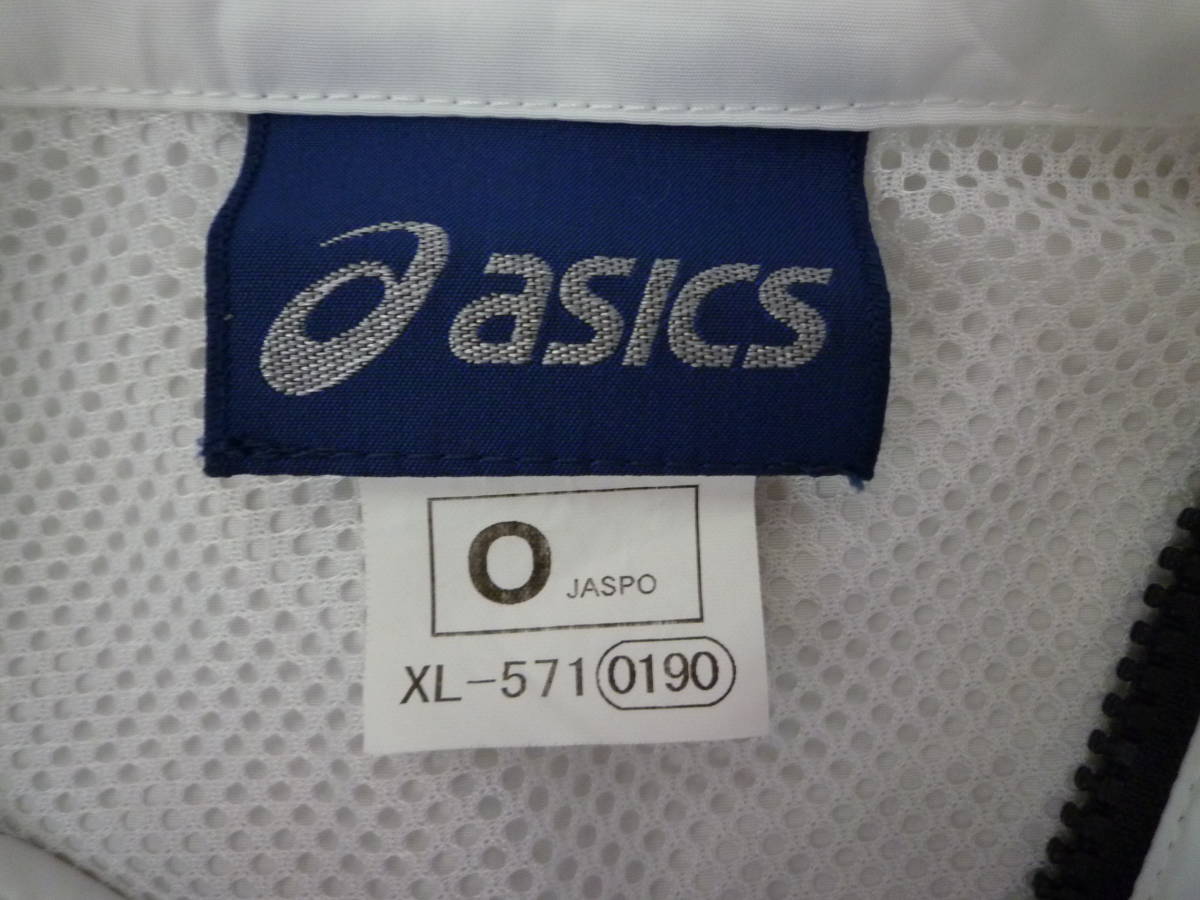 asics
O JASPO
XL-571 0190